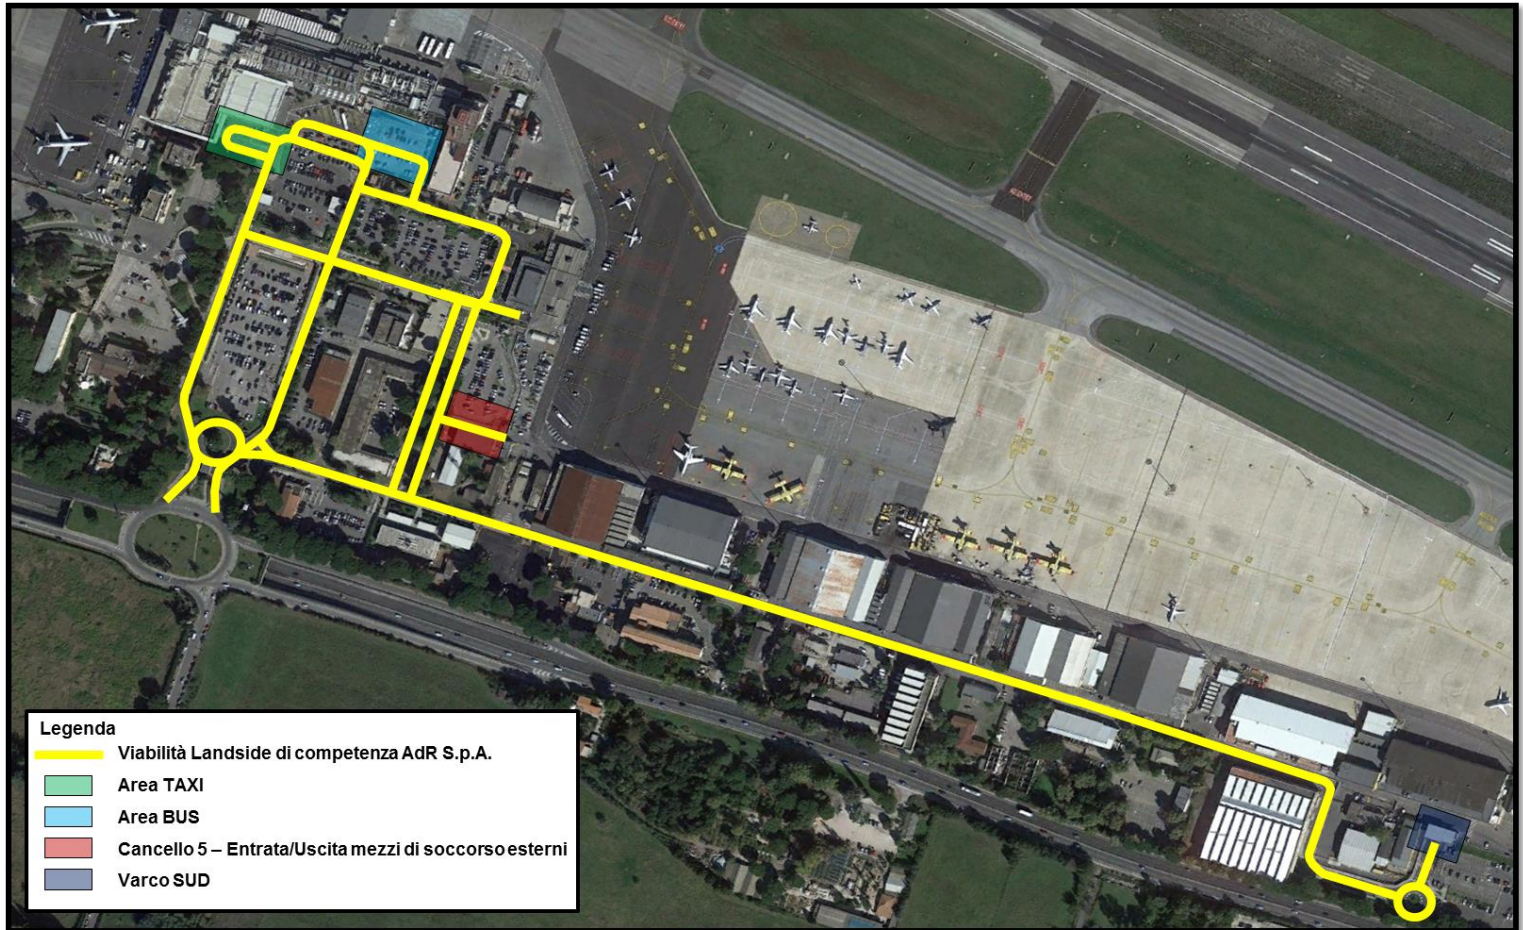 Legenda
Viabilità Landside di competenza AdR S.p.A.
Area TAXI
Area BUS
Cancello 5 – Entrata/Uscita mezzi di soccorso esterni
Varco SUD